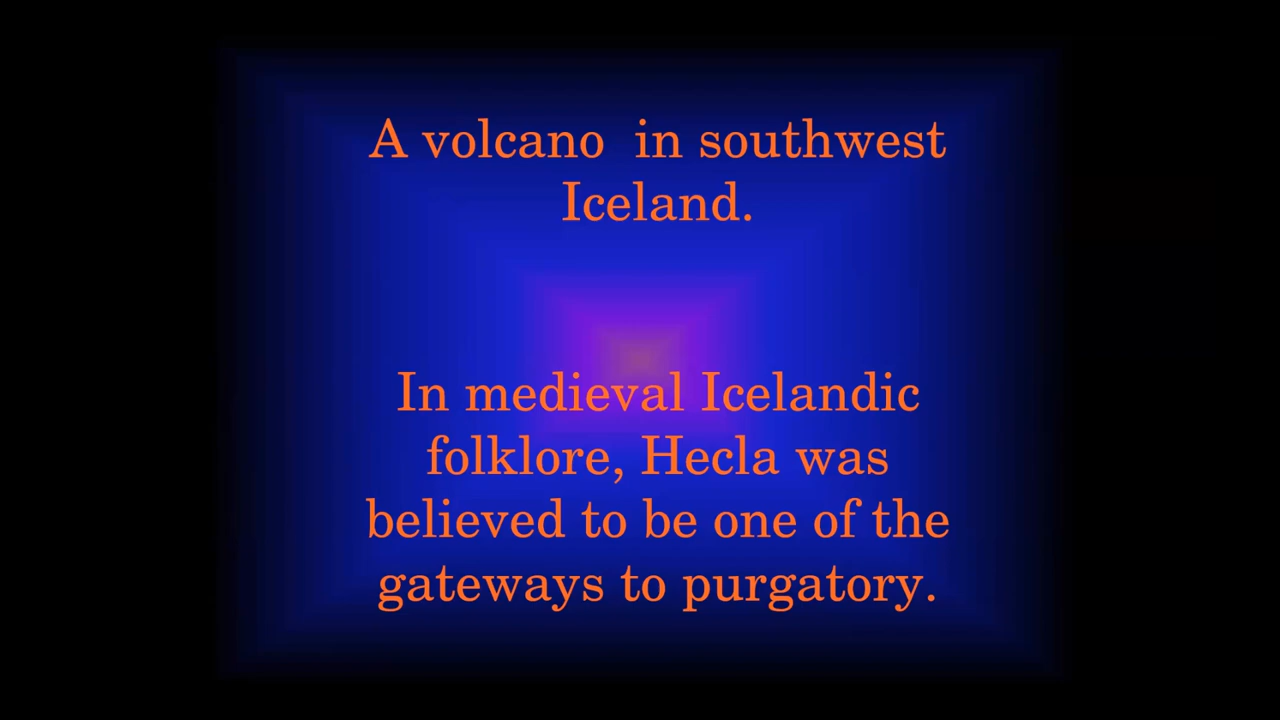 A volcano  in southwest
Iceland.
In medieval Icelandic
folklore, Hecla was
believed to be one of the
gateways to purgatory.